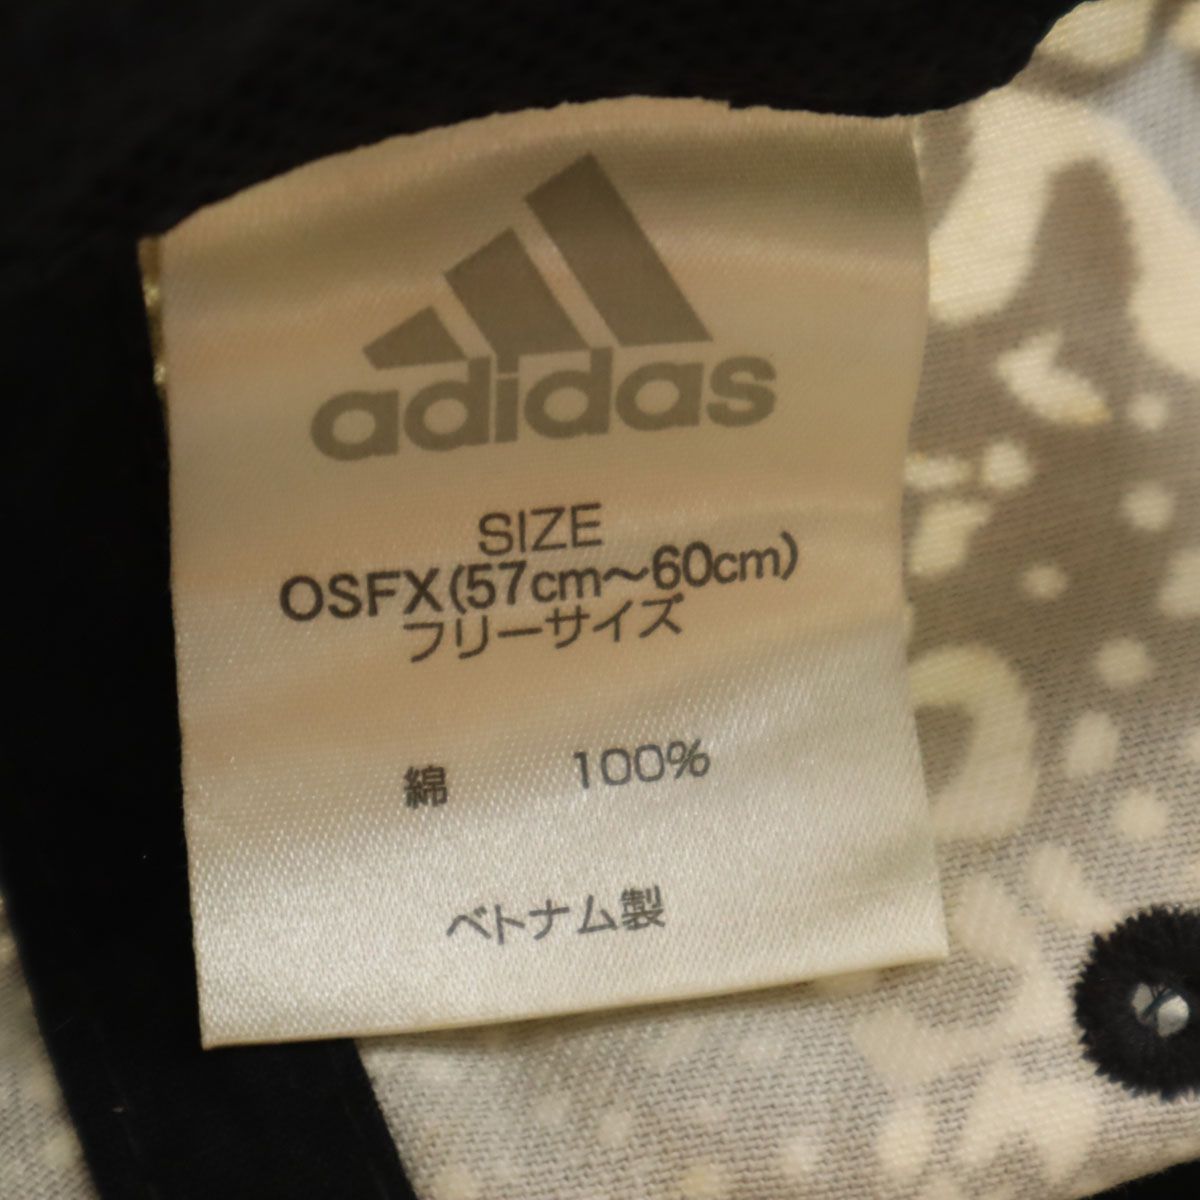 adidas
SIZE
OSFX(57cm〜60cm)
フリーサイズ
綿 100%
ベトナム製